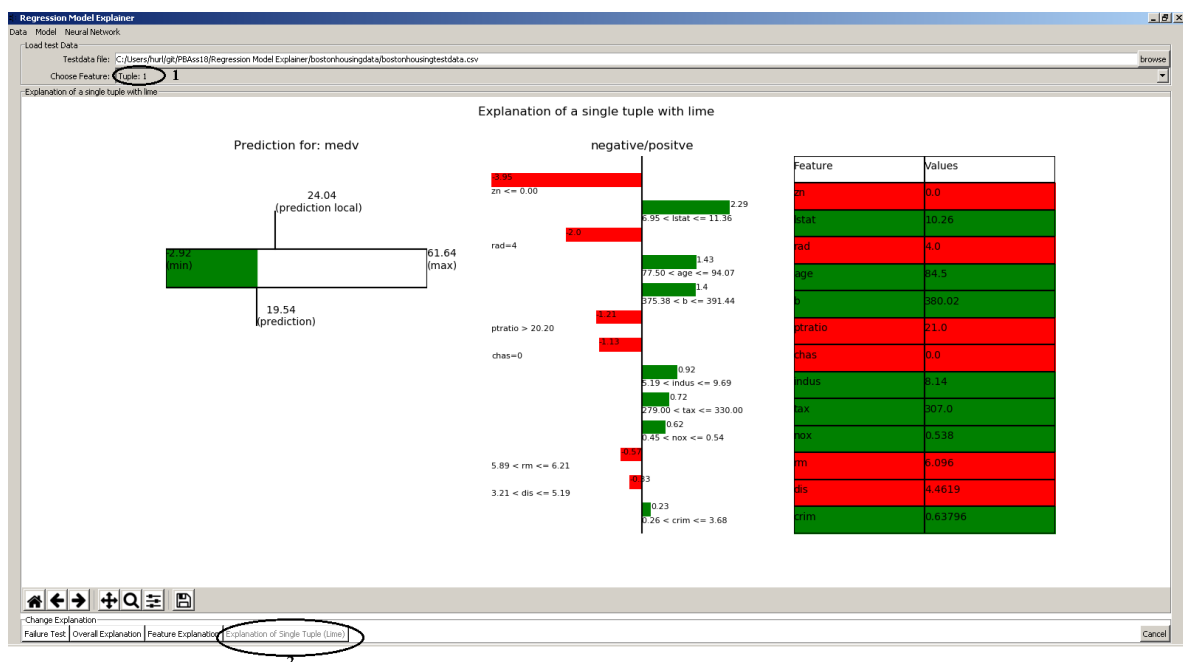 Regression Model Explainer
Data Model Neural Network
Load test Data
Testdata file: C:/Users/hurl/git/PBAss18/Regression Model Explainer/bostonhousingdata/bostonhousingtestdata.csv browse
Choose Feature: Tuple: 1 1
Explanation of a single tuple with lime
Explanation of a single tuple with lime
Prediction for: medv
24.04
(prediction local)
-2.92
(min)
61.64
(max)
19.54
(prediction)
negative/positve
-3.95
zn <= 0.00
2.29
6.95 < lstat <= 11.36
-2.0
rad=4
1.43
77.50 < age <= 94.07
1.4
375.38 < b <= 391.44
-1.21
ptratio > 20.20
-1.13
chas=0
0.92
5.19 < indus <= 9.69
0.72
279.00 < tax <= 330.00
0.62
0.45 < nox <= 0.54
-0.57
5.89 < rm <= 6.21
-0.33
3.21 < dis <= 5.19
0.23
0.26 < crim <= 3.68
Feature Values
zn 0.0
lstat 10.26
rad 4.0
age 84.5
b 380.02
ptratio 21.0
chas 0.0
indus 8.14
tax 307.0
nox 0.538
rm 6.096
dis 4.4619
crim 0.63796
Change Explanation
Failure Test Overall Explanation Feature Explanation Explanation of Single Tuple (Lime) Cancel